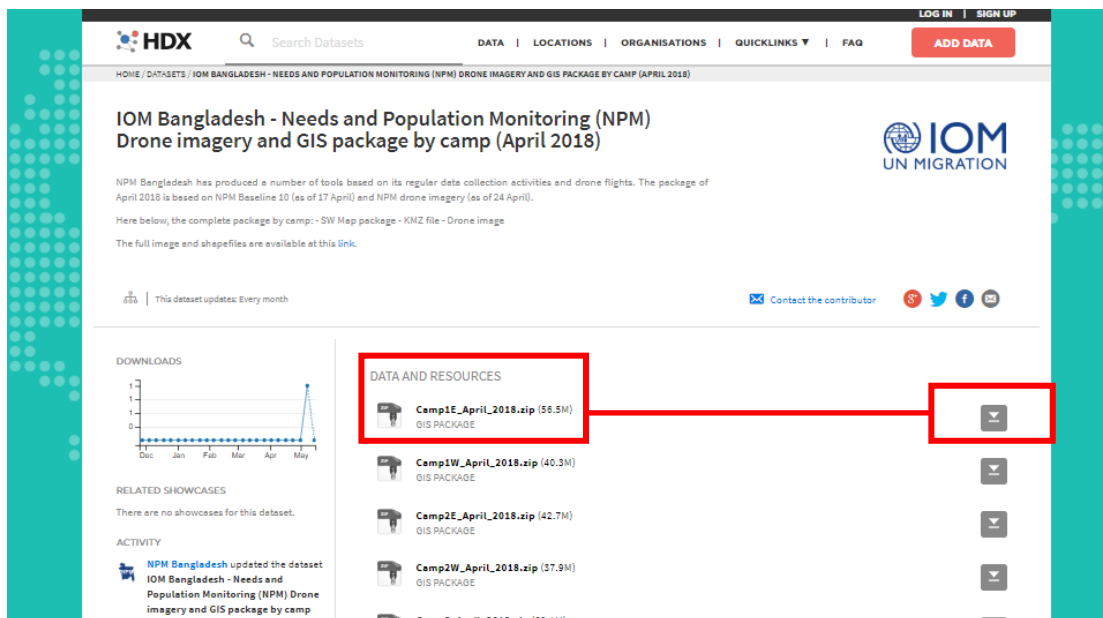 LOG IN | SIGN UP
HDX Search Datasets DATA | LOCATIONS | ORGANISATIONS | QUICKLINKS ▼ | FAQ ADD DATA
HOME / DATASETS / IOM BANGLADESH - NEEDS AND POPULATION MONITORING (NPM) DRONE IMAGERY AND GIS PACKAGE BY CAMP (APRIL 2018)
IOM Bangladesh - Needs and Population Monitoring (NPM)
Drone imagery and GIS package by camp (April 2018)
IOM
UN MIGRATION
NPM Bangladesh has produced a number of tools based on its regular data collection activities and drone flights. The package of
April 2018 is based on NPM Baseline 10 (as of 17 April) and NPM drone imagery (as of 24 April).
Here below, the complete package by camp: - SW Map package - KMZ file - Drone image
The full image and shapefiles are available at this link.
This dataset updates: Every month
Contact the contributor
DOWNLOADS
1
1
1
0
Dec Jan Feb Mar Apr May
RELATED SHOWCASES
There are no showcases for this dataset.
ACTIVITY
NPM Bangladesh updated the dataset
IOM Bangladesh - Needs and
Population Monitoring (NPM) Drone
imagery and GIS package by camp
DATA AND RESOURCES
Camp1E_April_2018.zip (56.5M)
GIS PACKAGE
Camp1W_April_2018.zip (40.3M)
GIS PACKAGE
Camp2E_April_2018.zip (42.7M)
GIS PACKAGE
Camp2W_April_2018.zip (37.9M)
GIS PACKAGE